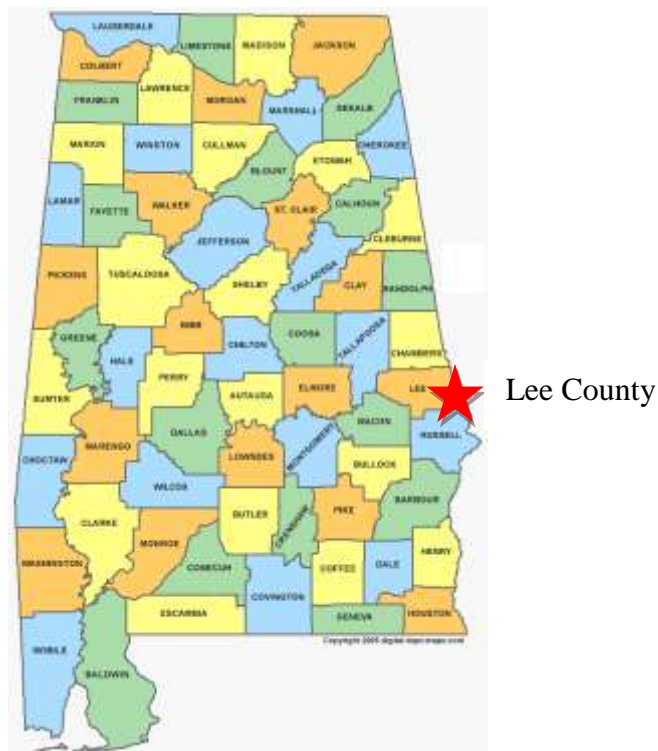 LAUDERDALE
LIMESTONE
MADISON
JACKSON
COLBERT
LAWRENCE
FRANKLIN
MORGAN
MARSHALL
DEKALB
MARION
WINSTON
CULLMAN
CHEROKEE
ETOWAH
BLOUNT
LAMAR
FAYETTE
WALKER
ST. CLAIR
CALHOUN
JEFFERSON
CLEBURNE
PICKENS
TUSCALOOSA
SHELBY
TALLADEGA
CLAY
RANDOLPH
BIBB
GREENE
HALE
CHILTON
COOSA
TALLAPOOSA
CHAMBERS
PERRY
SUMTER
AUTAUGA
ELMORE
LEE
Lee County
DALLAS
MACON
RUSSELL
MARENGO
LOWNDES
MONTGOMERY
BULLOCK
CHOCTAW
WILCOX
BARBOUR
CLARKE
BUTLER
CRENSHAW
PIKE
MONROE
HENRY
WASHINGTON
CONECUH
COFFEE
DALE
COVINGTON
ESCAMBIA
GENEVA
HOUSTON
MOBILE
BALDWIN